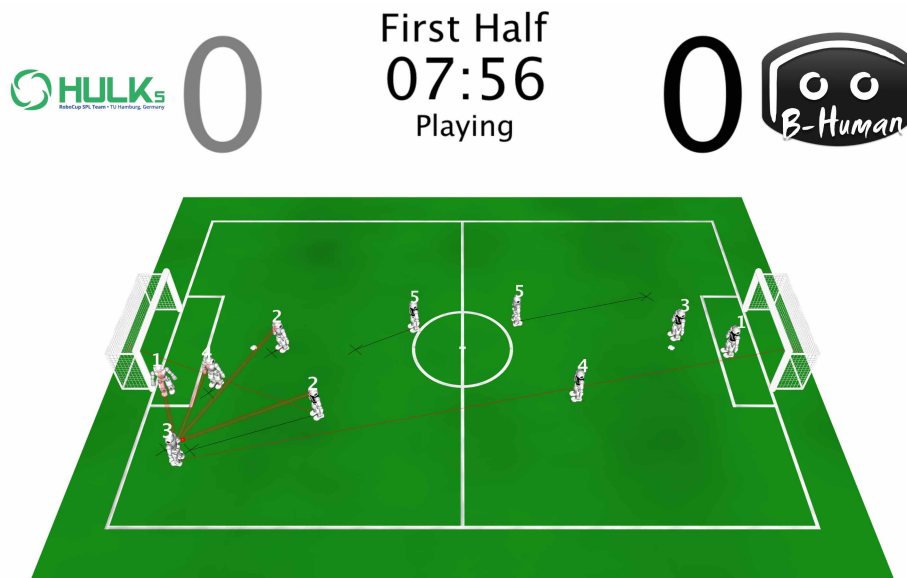 First Half
HULKs
RoboCup SPL Team • TU Hamburg, Germany
0
07:56
0
B-Human
Playing
5
5
2
3
1
1
4
4
2
3